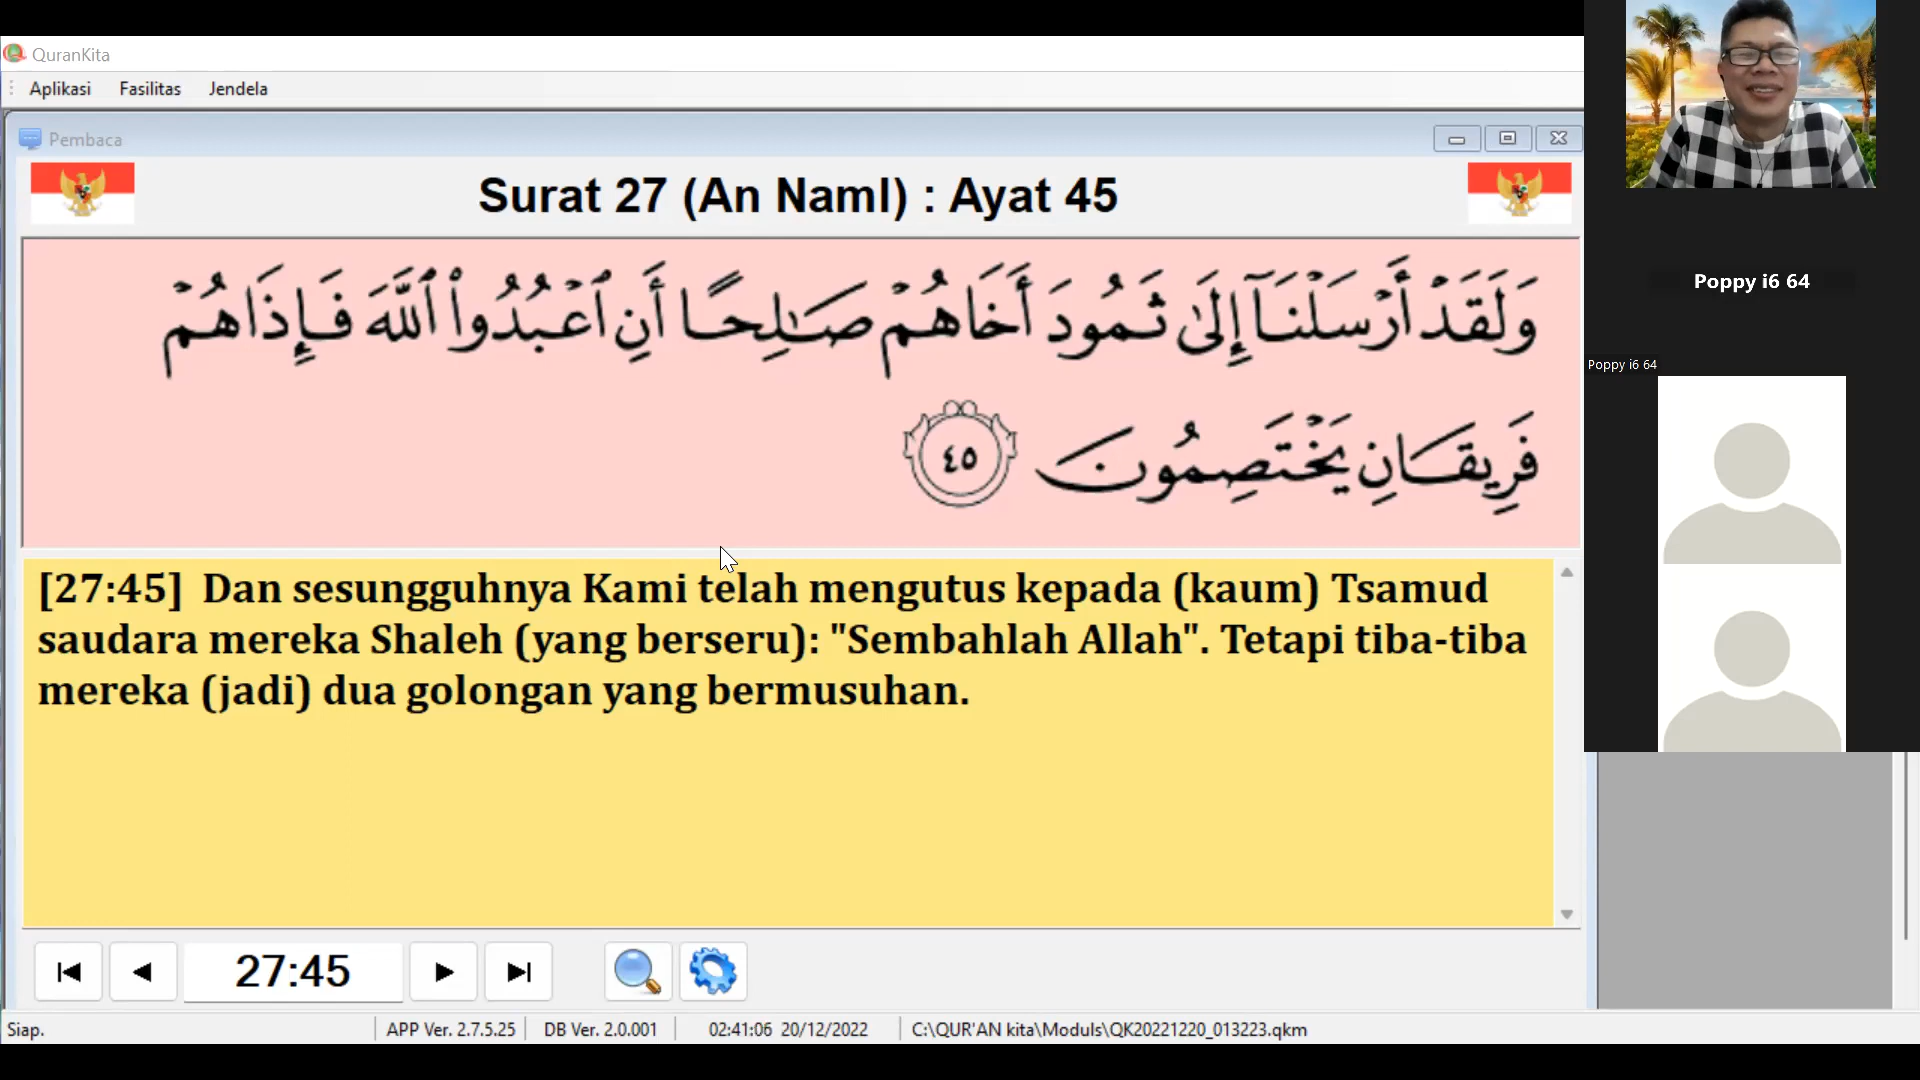 QuranKita
Aplikasi Fasilitas Jendela
Pembaca
Surat 27 (An Naml) : Ayat 45
وَلَقَدْ أَرْسَلْنَآ إِلَىٰ ثَمُودَ أَخَاهُمْ صَـٰلِحًا أَنِ ٱعْبُدُوا۟ ٱللَّهَ فَإِذَا هُمْ
فَرِيقَانِ يَخْتَصِمُونَ ٤٥
[27:45] Dan sesungguhnya Kami telah mengutus kepada (kaum) Tsamud
saudara mereka Shaleh (yang berseru): "Sembahlah Allah". Tetapi tiba-tiba
mereka (jadi) dua golongan yang bermusuhan.
27:45
Siap. APP Ver. 2.7.5.25 DB Ver. 2.0.001 02:41:06 20/12/2022 C:\QUR'AN kita\Moduls\QK20221220_013223.qkm
Poppy i6 64
Poppy i6 64